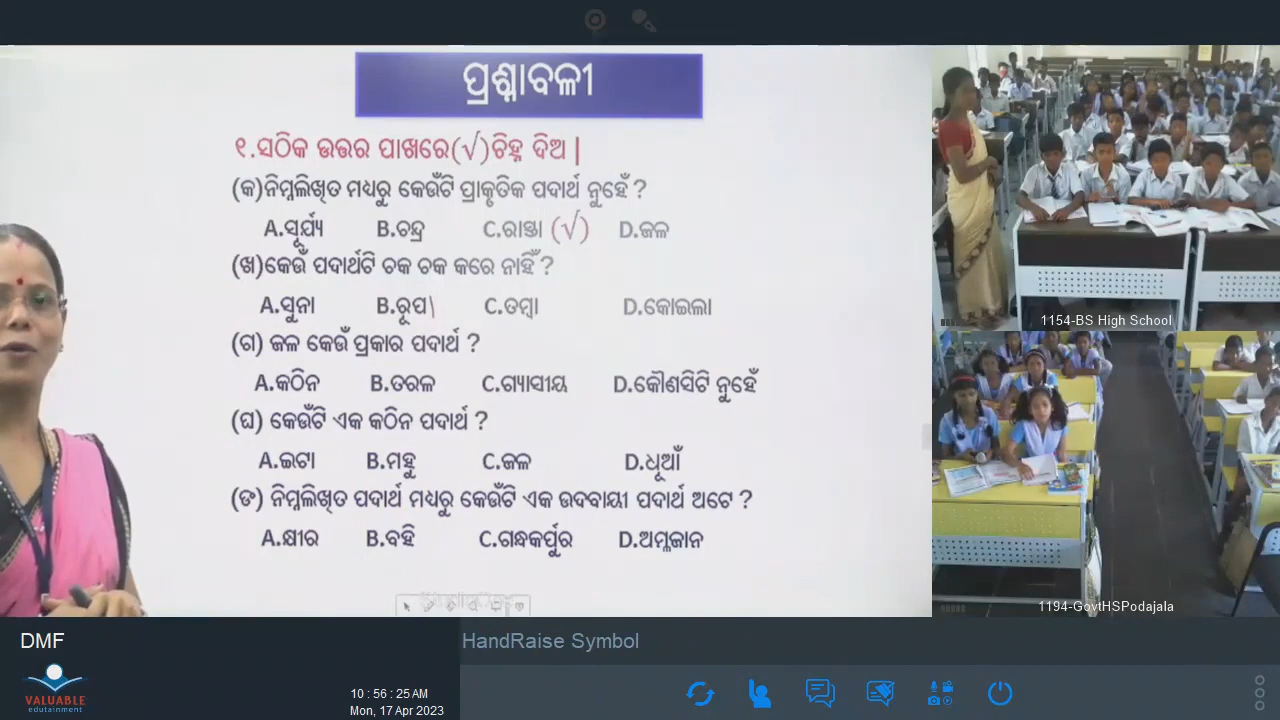 ପ୍ରଶ୍ନାବଳୀ
୧.ସଠିକ ଉତ୍ତର ପାଖରେ(√)ଚିହ୍ନ ଦିଅ |
(କ)ନିମ୍ନଲିଖିତ ମଧ୍ୟରୁ କେଉଁଟି ପ୍ରାକୃତିକ ପଦାର୍ଥ ନୁହେଁ ?
A.ସୂର୍ଯ୍ୟ B.ଚନ୍ଦ୍ର C.ରାସ୍ତା (√) D.ଜଳ
(ଖ)କେଉଁ ପଦାର୍ଥଟି ଚକ ଚକ କରେ ନାହିଁ ?
A.ସୁନା B.ରୂପା C.ତମ୍ବା D.କୋଇଲା
(ଗ) ଜଳ କେଉଁ ପ୍ରକାର ପଦାର୍ଥ ?
A.କଠିନ B.ତରଳ C.ଗ୍ୟାସୀୟ D.କୌଣସିଟି ନୁହେଁ
(ଘ) କେଉଁଟି ଏକ କଠିନ ପଦାର୍ଥ ?
A.ଇଟା B.ମହୁ C.ଜଳ D.ଧୂଆଁ
(ଙ) ନିମ୍ନଲିଖିତ ପଦାର୍ଥ ମଧ୍ୟରୁ କେଉଁଟି ଏକ ଉଦବାୟୀ ପଦାର୍ଥ ଅଟେ ?
A.କ୍ଷୀର B.ବହି C.ଗନ୍ଧକର୍ପୁର D.ଅମ୍ଳଜାନ
1154-BS High School
1194-GovtHSPodajala
DMF
HandRaise Symbol
VALUABLE
edutainment
10 : 56 : 25 AM
Mon, 17 Apr 2023